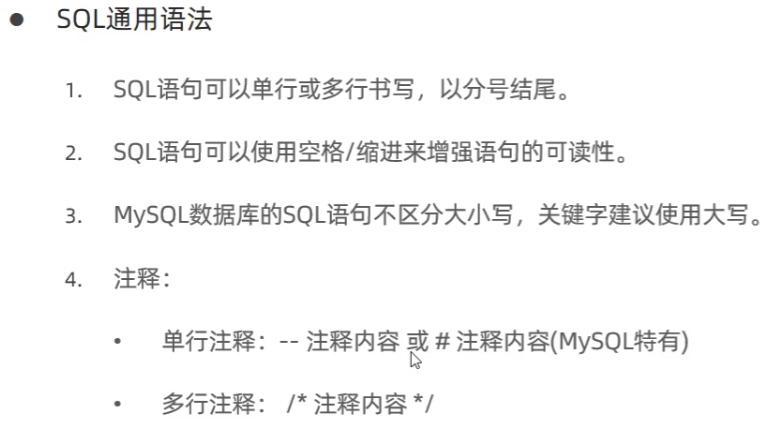 ● SQL通用语法
1. SQL语句可以单行或多行书写，以分号结尾。
2. SQL语句可以使用空格/缩进来增强语句的可读性。
3. MySQL数据库的SQL语句不区分大小写，关键字建议使用大写。
4. 注释：
• 单行注释：-- 注释内容 或 # 注释内容(MySQL特有)
• 多行注释： /* 注释内容 */